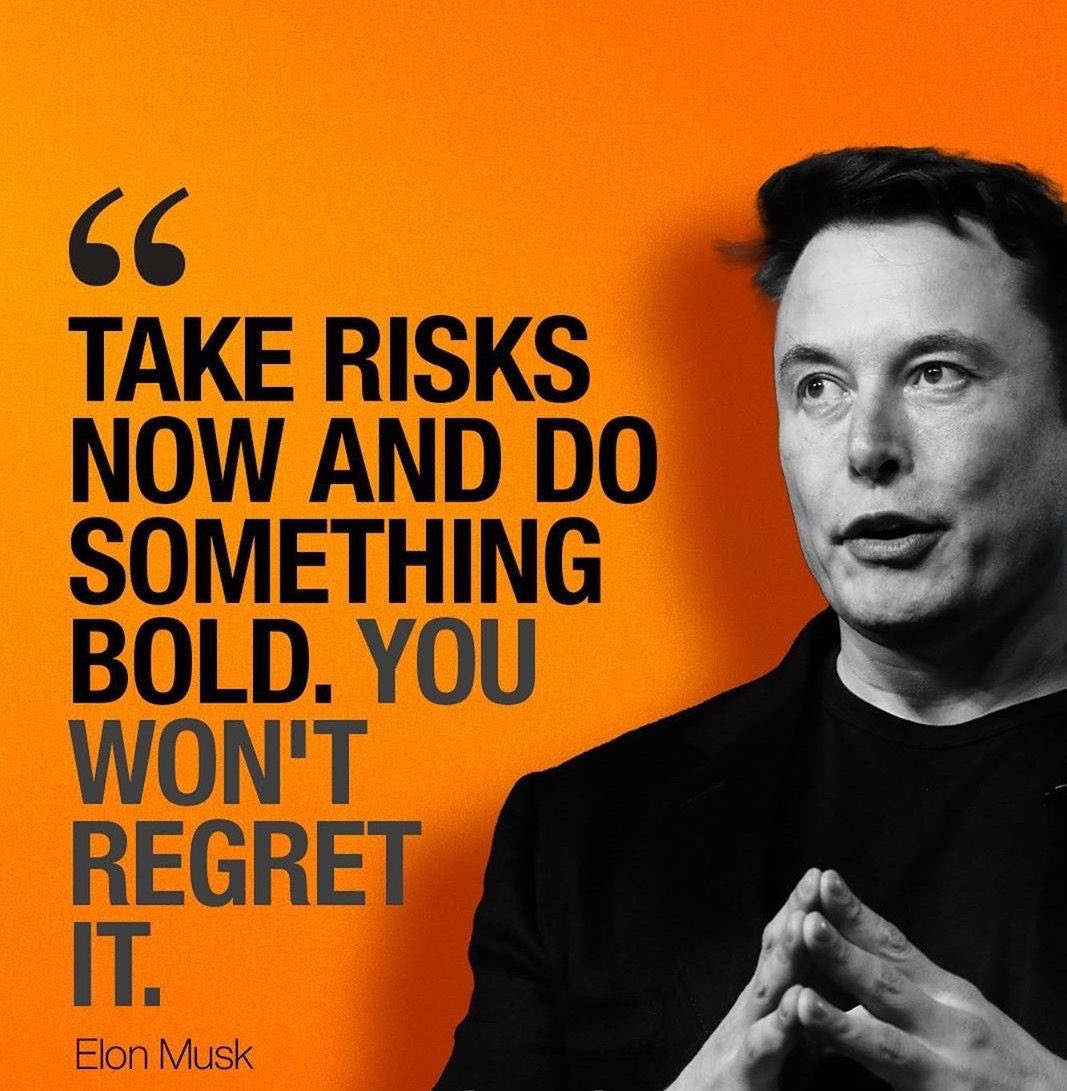 “
TAKE RISKS
NOW AND DO
SOMETHING
BOLD. YOU
WON'T
REGRET
IT.
Elon Musk